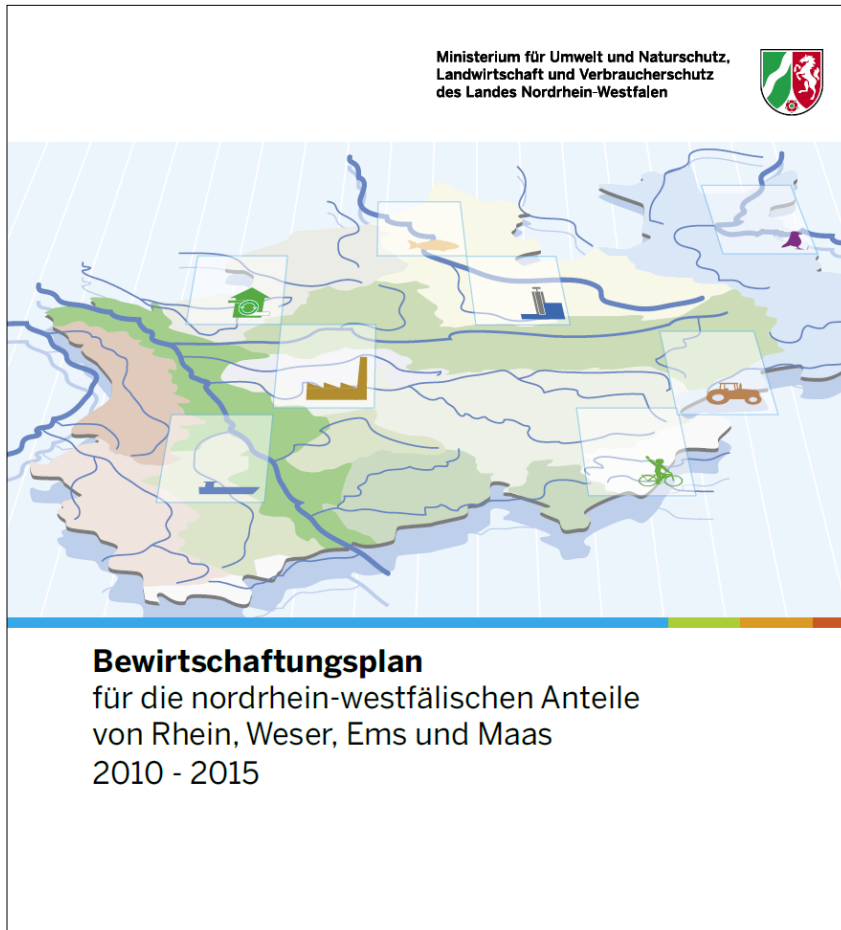 Ministerium für Umwelt und Naturschutz,
Landwirtschaft und Verbraucherschutz
des Landes Nordrhein-Westfalen
Bewirtschaftungsplan
für die nordrhein-westfälischen Anteile
von Rhein, Weser, Ems und Maas
2010 - 2015